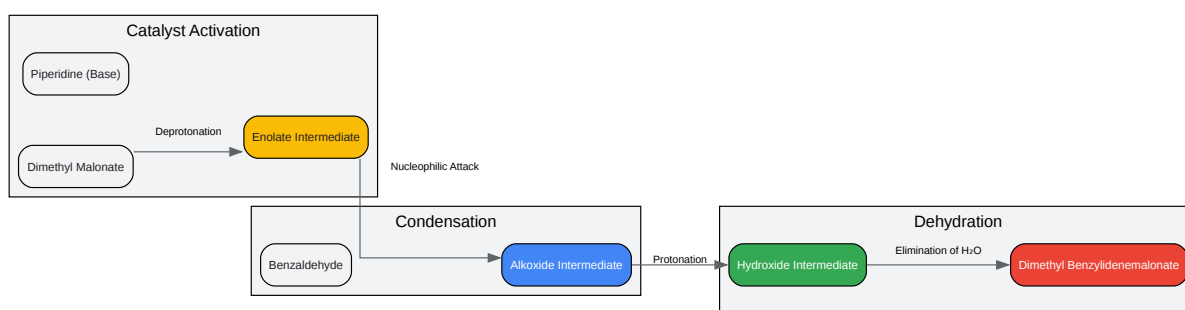 Catalyst Activation
Piperidine (Base)
Deprotonation
Enolate Intermediate
Dimethyl Malonate
Nucleophilic Attack
Condensation
Benzaldehyde
Alkoxide Intermediate
Protonation
Dehydration
Hydroxide Intermediate
Elimination of H₂O
Dimethyl Benzylidenemalonate